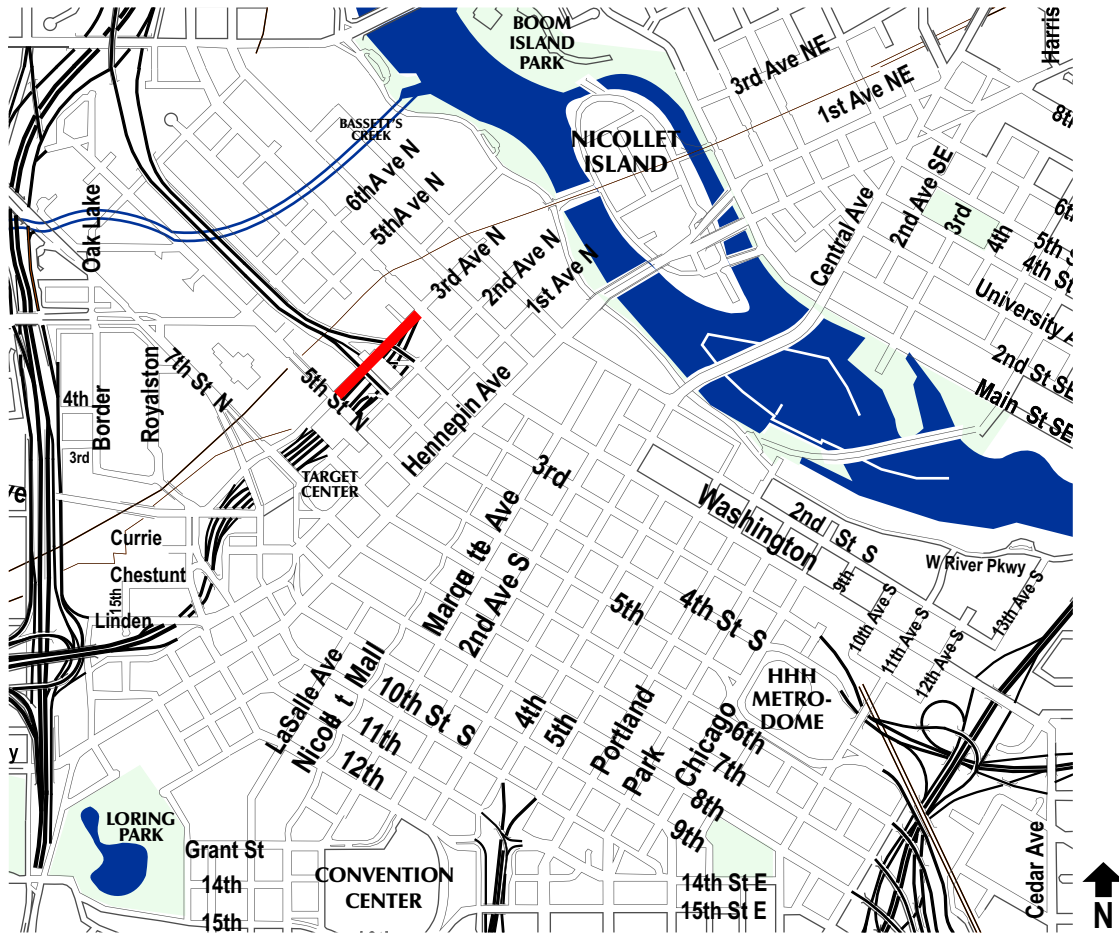 BOOM
ISLAND
PARK
Harris
3rd Ave NE
1st Ave NE
8th
BASSETT'S
CREEK
NICOLLET
ISLAND
6thA ve N
5thA ve N
Oak Lake
Central Ave
2nd Ave SE
3rd
4th
6th
5th S
4th St
University A
3rd Ave N
2nd Ave N
1st Ave N
2nd St SE
Main St SE
7th St N
Royalston
Border
4th
3rd
5th St N
Hennepin Ave
TARGET
CENTER
ve
3rd
Washington
2nd St S
W River Pkwy
Currie
Chestunt
15th
Linden
Marquette Ave
2nd Ave S
5th
4th St S
9th
10th Ave S
11th Ave S
12th Ave S
13th Ave S
HHH
METRO-
DOME
LaSalle Ave
Nicoll t Mall
10th St S
11th
12th
4th
5th
Portland
Park
Chicago
6th
7th
8th
9th
y
LORING
PARK
Grant St
14th
15th
CONVENTION
CENTER
14th St E
15th St E
Cedar Ave
N